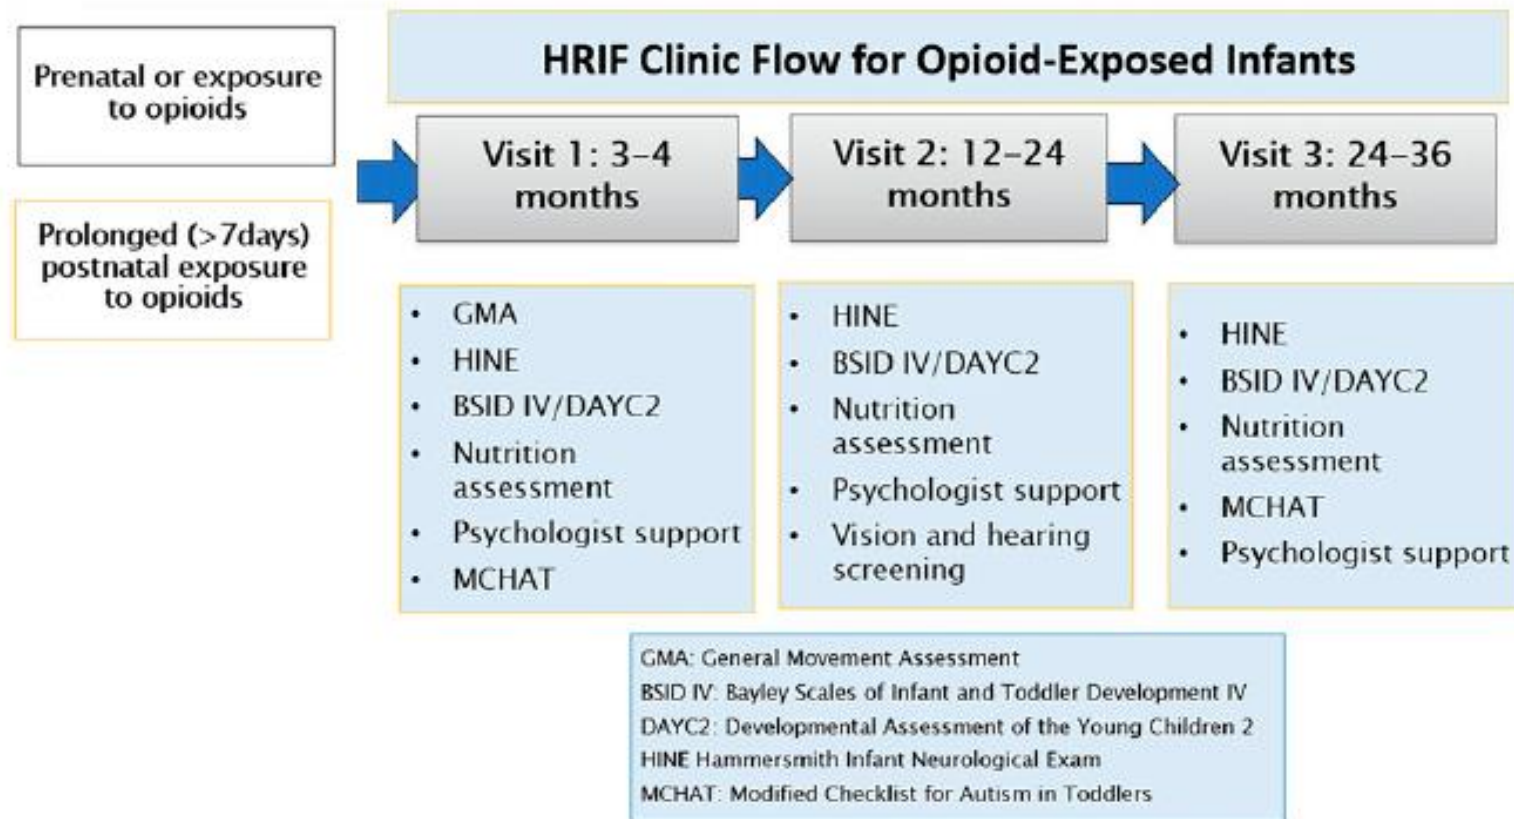 Prenatal or exposure
to opioids
Prolonged (>7days)
postnatal exposure
to opioids
HRIF Clinic Flow for Opioid-Exposed Infants
Visit 1: 3-4
months
Visit 2: 12-24
months
Visit 3: 24-36
months
• GMA
• HINE
• BSID IV/DAYC2
• Nutrition
assessment
• Psychologist support
• MCHAT
• HINE
• BSID IV/DAYC2
• Nutrition
assessment
• Psychologist support
• Vision and hearing
screening
• HINE
• BSID IV/DAYC2
• Nutrition
assessment
• MCHAT
• Psychologist support
GMA: General Movement Assessment
BSID IV: Bayley Scales of Infant and Toddler Development IV
DAYC2: Developmental Assessment of the Young Children 2
HINE Hammersmith Infant Neurological Exam
MCHAT: Modified Checklist for Autism in Toddlers